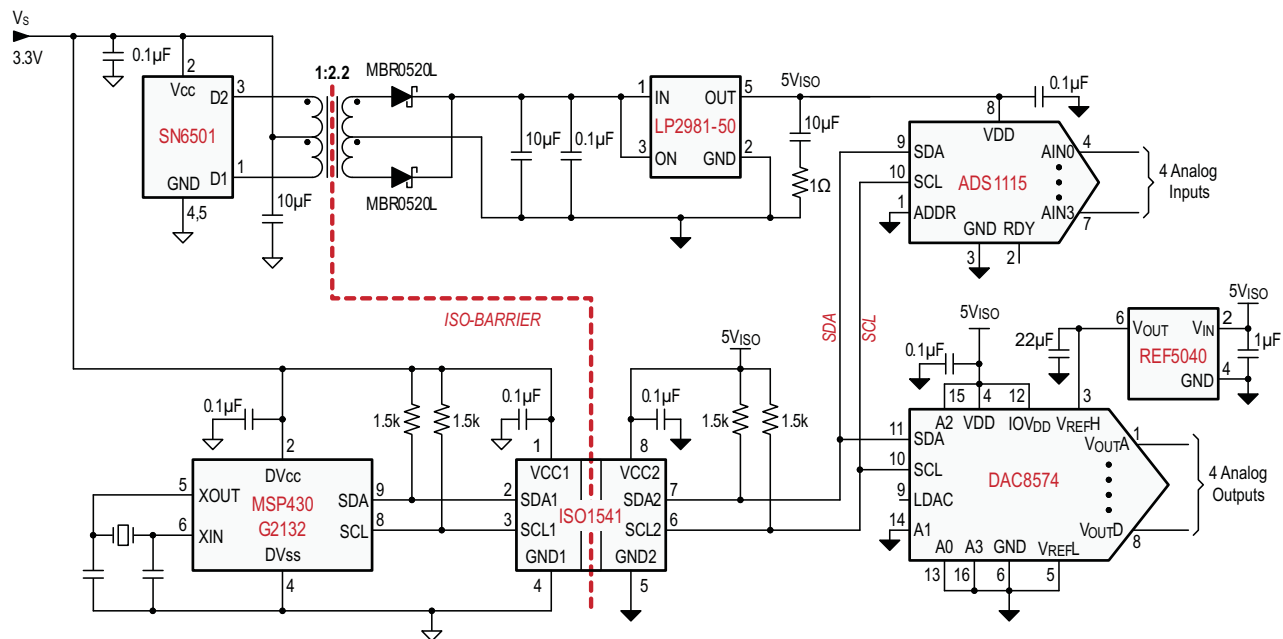 VS
3.3V
0.1µF
2
Vcc
D2
3
SN6501
D1
1
GND
4,5
10µF
1:2.2
MBR0520L
MBR0520L
10µF
0.1µF
1
IN
OUT
5
LP2981-50
3
ON
GND
2
5VISO
10µF
1Ω
0.1µF
8
VDD
9
SDA
AIN0
4
10
SCL
ADS1115
1
ADDR
AIN3
7
GND
RDY
3
2
4 Analog
Inputs
ISO-BARRIER
SDA
SCL
0.1µF
2
DVcc
5
XOUT
MSP430
G2132
SDA
9
6
XIN
SCL
8
DVss
4
1.5k
1.5k
0.1µF
1
VCC1
2
SDA1
3
SCL1
GND1
4
ISO1541
5VISO
0.1µF
8
VCC2
SDA2
7
SCL2
6
GND2
5
1.5k
1.5k
5VISO
0.1µF
15
4
12
3
A2
VDD
IOVDD
VREFH
11
SDA
VOUTA
1
10
SCL
DAC8574
9
LDAC
14
A1
VOUTD
8
A0
A3
GND
VREFL
13
16
6
5
4 Analog
Outputs
22µF
6
VOUT
VIN
2
REF5040
GND
4
5VISO
1µF